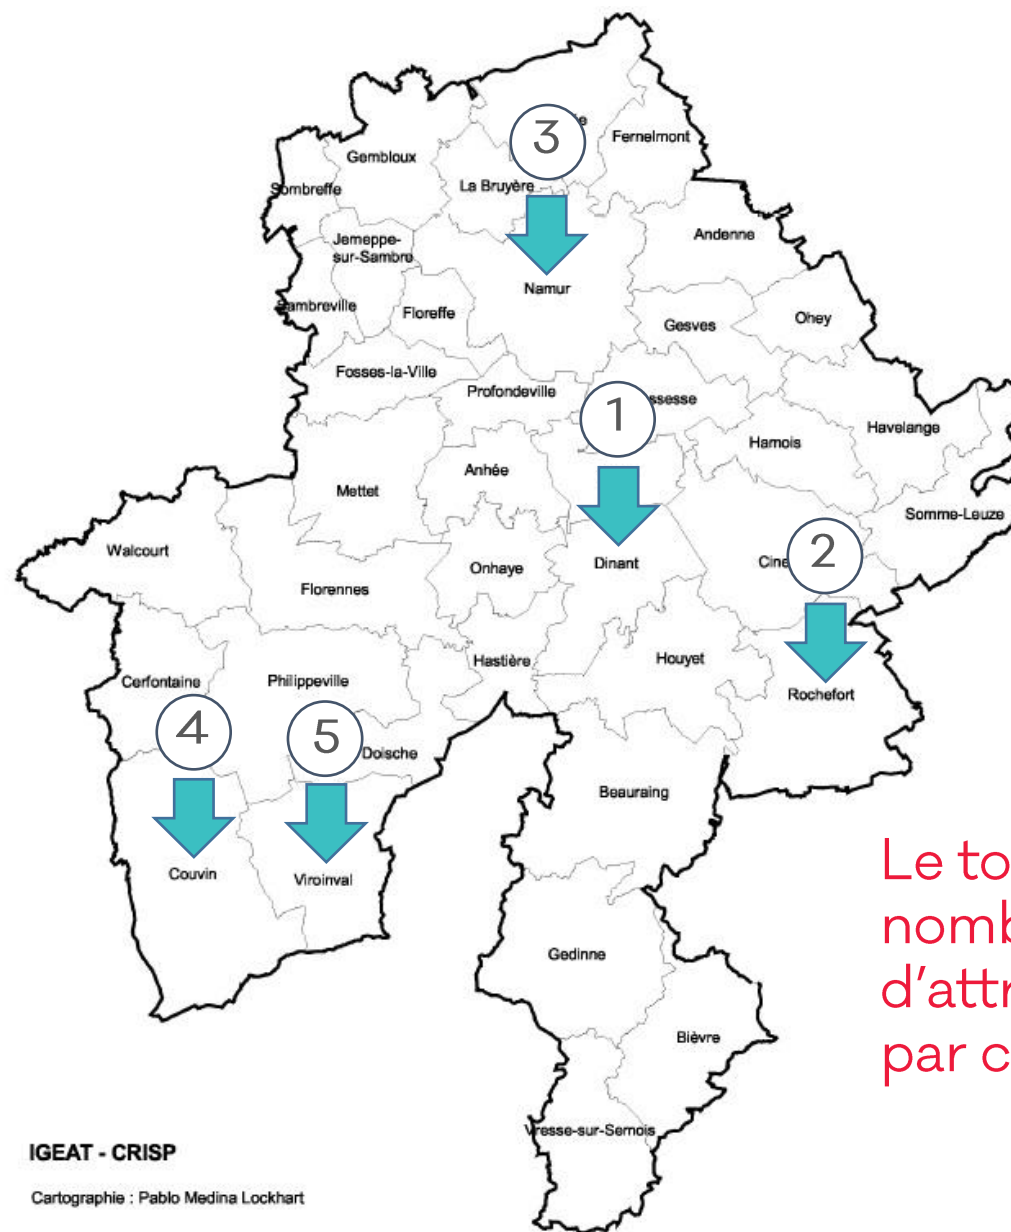 3
Fernelmont
Gembloux
La Bruyère
Sombreffe
Jemeppe-
sur-Sambre
Andenne
Namur
Sambreville
Floreffe
Gesves
Ohey
Fosses-la-Ville
Profondeville
1
Havelange
Hamois
Anhée
Mettet
Somme-Leuze
Walcourt
Dinant
2
Onhaye
Florennes
Hastière
Houyet
Cerfontaine
Philippeville
Rochefort
4
5
Doische
Beauraing
Couvin
Viroinval
Le
d'attr
par c
Gedinne
Bièvre
Vresse-sur-Semois
IGEAT - CRISP
Cartographie : Pablo Medina Lockhart